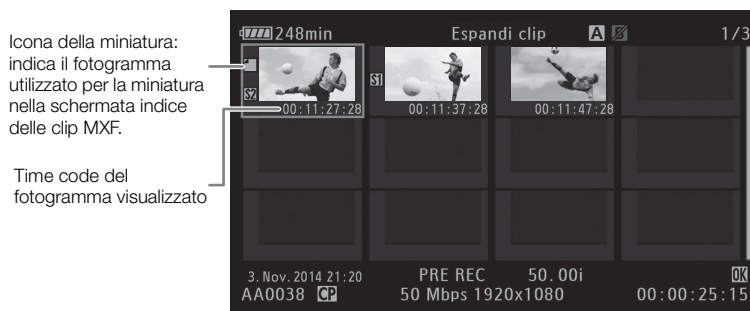 Icona della miniatura:
indica il fotogramma
utilizzato per la miniatura
nella schermata indice
delle clip MXF.
Time code del
fotogramma visualizzato
248min Espandi clip A 1/3
S2 00:11:27:28
S1 00:11:37:28
00:11:47:28
3. Nov. 2014 21:20 PRE REC 50.00i OK
AA0038 CP 50 Mbps 1920x1080 00:00:25:15